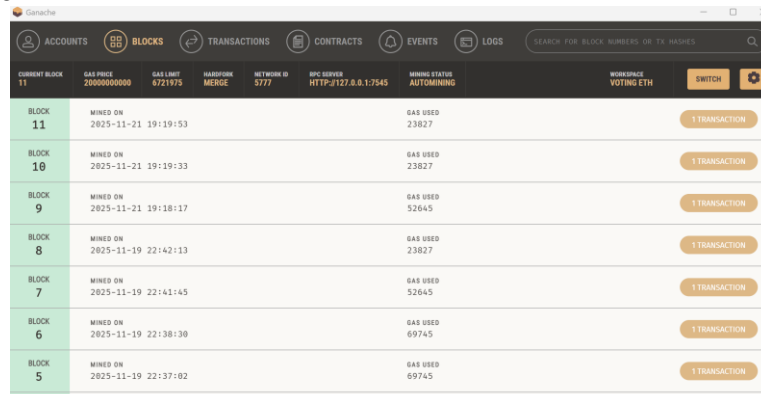 Ganache
ACCOUNTS BLOCKS TRANSACTIONS CONTRACTS EVENTS LOGS SEARCH FOR BLOCK NUMBERS OR TX HASHES
CURRENT BLOCK GAS PRICE GAS LIMIT HARDFORK NETWORK ID RPC SERVER MINING STATUS WORKSPACE
11 20000000000 6721975 MERGE 5777 HTTP://127.0.0.1:7545 AUTOMINING VOTING ETH SWITCH
BLOCK MINED ON GAS USED
11 2025-11-21 19:19:53 23827 1 TRANSACTION
BLOCK MINED ON GAS USED
10 2025-11-21 19:19:33 23827 1 TRANSACTION
BLOCK MINED ON GAS USED
9 2025-11-21 19:18:17 52645 1 TRANSACTION
BLOCK MINED ON GAS USED
8 2025-11-19 22:42:13 23827 1 TRANSACTION
BLOCK MINED ON GAS USED
7 2025-11-19 22:41:45 52645 1 TRANSACTION
BLOCK MINED ON GAS USED
6 2025-11-19 22:38:30 69745 1 TRANSACTION
BLOCK MINED ON GAS USED
5 2025-11-19 22:37:02 69745 1 TRANSACTION